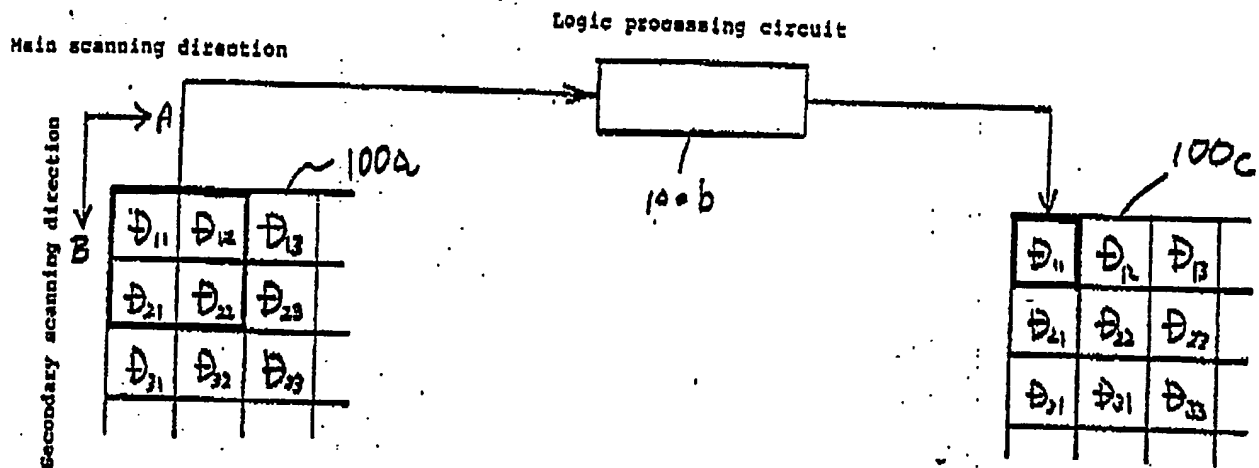 Logic processing circuit
Main scanning direction
A
B
Secondary scanning direction
100a
100b
100c
D11 D12 D13
D21 D22 D23
D31 D32 D33
D11 D12 D13
D21 D22 D23
D31 D31 D33